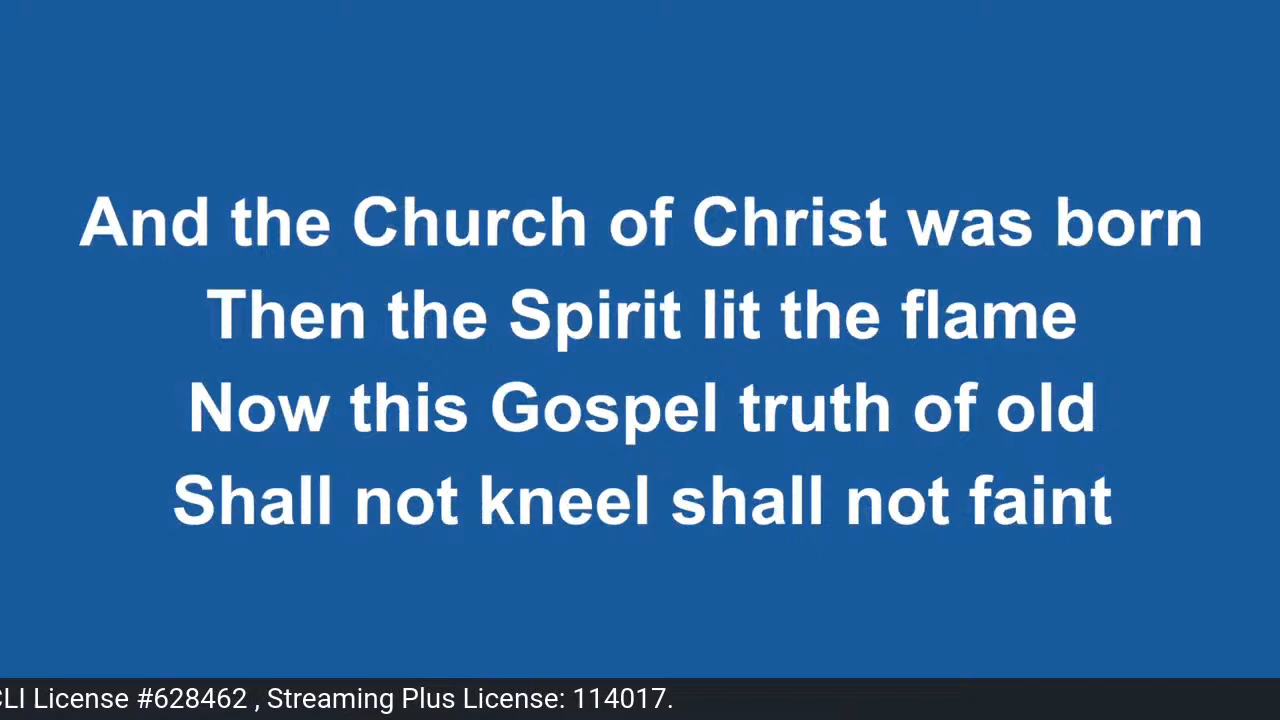 And the Church of Christ was born
Then the Spirit lit the flame
Now this Gospel truth of old
Shall not kneel shall not faint
CLI License #628462 , Streaming Plus License: 114017.